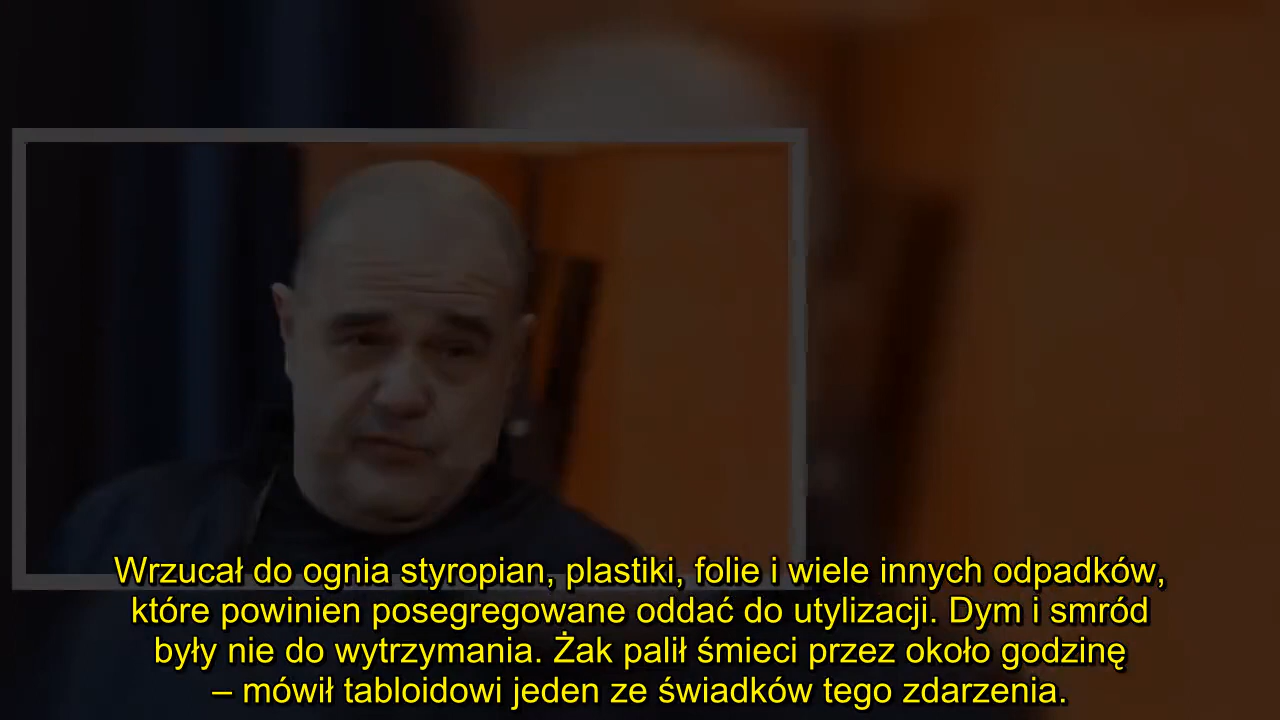 Wrzucał do ognia styropian, plastiki, folie i wiele innych odpadków,
które powinien posegregowane oddać do utylizacji. Dym i smród
były nie do wytrzymania. Żak palił śmieci przez około godzinę
– mówił tabloidowi jeden ze świadków tego zdarzenia.